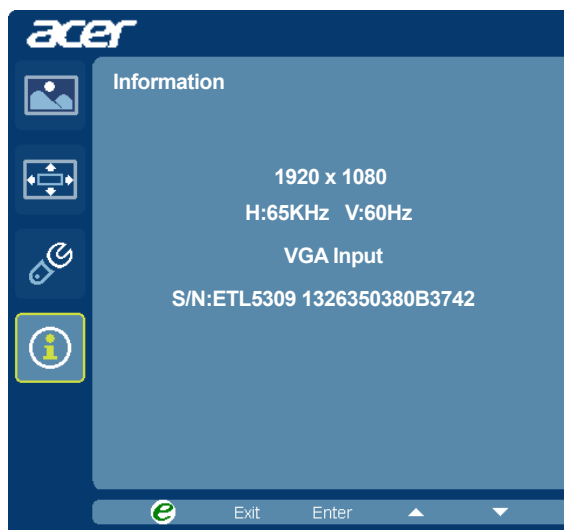 acer
Information
1920 x 1080
H:65KHz V:60Hz
VGA Input
S/N:ETL5309 1326350380B3742
e Exit Enter